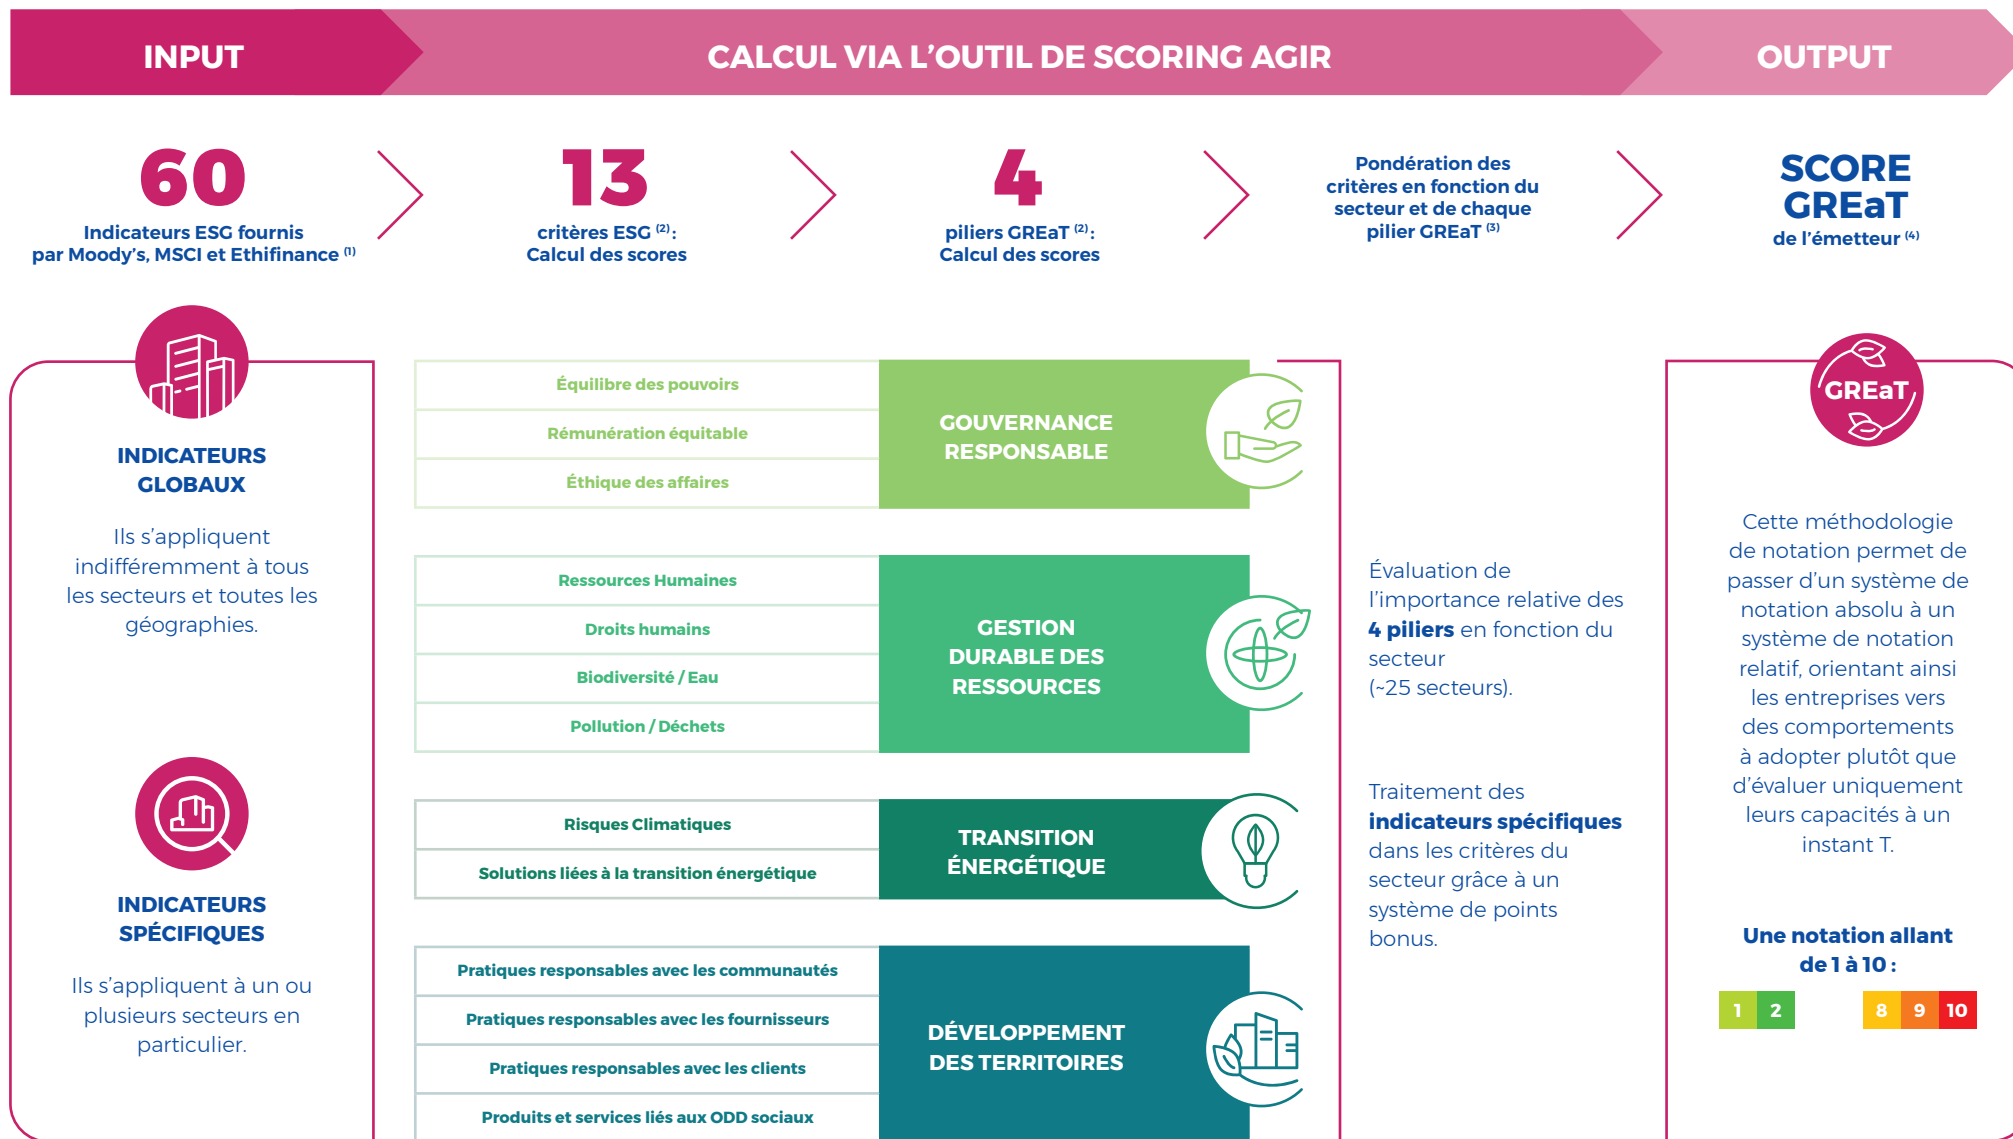 INPUT
CALCUL VIA L'OUTIL DE SCORING AGIR
OUTPUT
60
Indicateurs ESG fournis
par Moody's, MSCI et Ethifinance (1)
13
critères ESG (2) :
Calcul des scores
4
piliers GREaT (2) :
Calcul des scores
Pondération des
critères en fonction du
secteur et de chaque
pilier GREaT (3)
SCORE
GREaT
de l'émetteur (4)
INDICATEURS
GLOBAUX
Ils s'appliquent
indifféremment à tous
les secteurs et toutes les
géographies.
INDICATEURS
SPÉCIFIQUES
Ils s'appliquent à un ou
plusieurs secteurs en
particulier.
Équilibre des pouvoirs
Rémunération équitable
Éthique des affaires
GOUVERNANCE
RESPONSABLE
Ressources Humaines
Droits humains
Biodiversité / Eau
Pollution / Déchets
GESTION
DURABLE DES
RESSOURCES
Risques Climatiques
Solutions liées à la transition énergétique
TRANSITION
ÉNERGÉTIQUE
Pratiques responsables avec les communautés
Pratiques responsables avec les fournisseurs
Pratiques responsables avec les clients
Produits et services liés aux ODD sociaux
DÉVELOPPEMENT
DES TERRITOIRES
Évaluation de
l'importance relative des
4 piliers en fonction du
secteur
(~25 secteurs).
Traitement des
indicateurs spécifiques
dans les critères du
secteur grâce à un
système de points
bonus.
GREaT
Cette méthodologie
de notation permet de
passer d'un système de
notation absolu à un
système de notation
relatif, orientant ainsi
les entreprises vers
des comportements
à adopter plutôt que
d'évaluer uniquement
leurs capacités à un
instant T.
Une notation allant
de 1 à 10 :
1 2 8 9 10